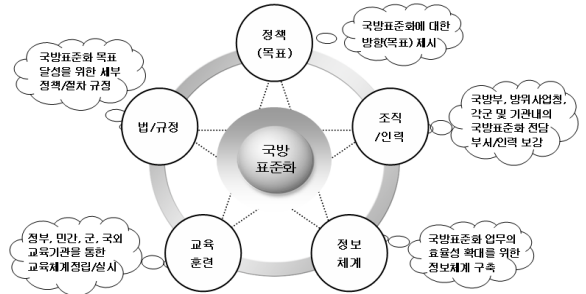 정책
(목표)
국방표준화에 대한
방향(목표) 제시
국방표준화 목표
달성을 위한 세부
정책/절차 규정
법/규정
조직
/인력
국방부, 방위사업청,
각군 및 기관내의
국방표준화 전담
부서/인력 보강
국방
표준화
정부, 민간, 군, 국외
교육기관을 통한
교육체계정립/실시
교육
훈련
정보
체계
국방표준화 업무의
효율성 확대를 위한
정보체계 구축